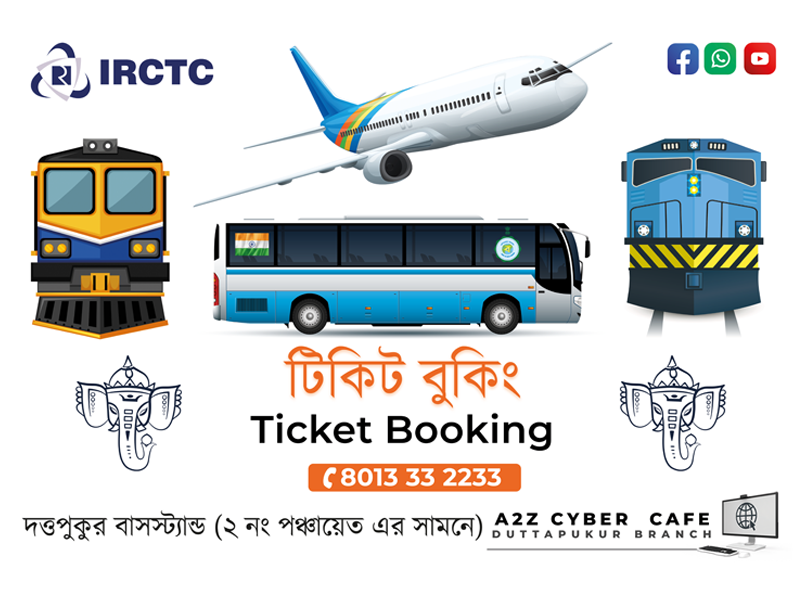 IRCTC
টিকিট বুকিং
Ticket Booking
8013 33 2233
দত্তপুকুর বাসস্ট্যান্ড (২ নং পঞ্চায়েত এর সামনে)
A2Z CYBER CAFE
DUTTAPUKUR BRANCH